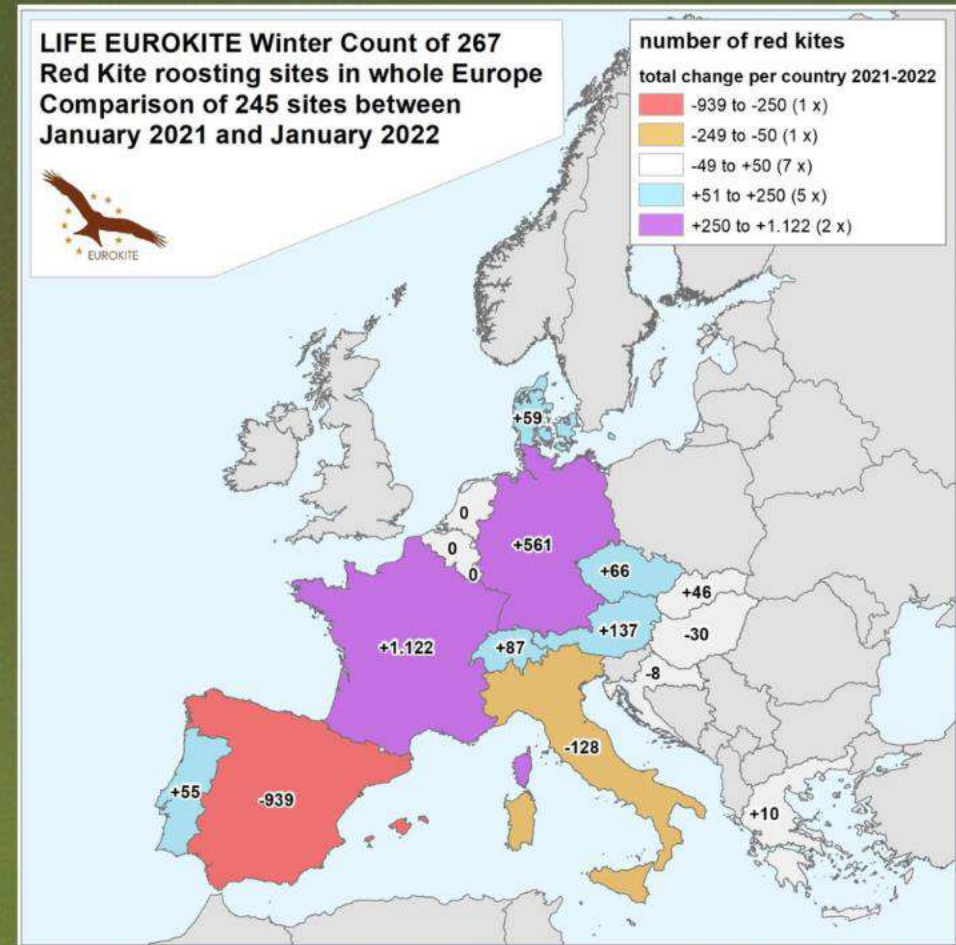 LIFE EUROKITE Winter Count of 267
Red Kite roosting sites in whole Europe
Comparison of 245 sites between
January 2021 and January 2022
EUROKITE
number of red kites
total change per country 2021-2022
-939 to -250 (1 x)
-249 to -50 (1 x)
-49 to +50 (7 x)
+51 to +250 (5 x)
+250 to +1.122 (2 x)
+59
0
0
0
+561
+66
+46
+137
-30
+87
+1.122
-8
-128
+55
-939
+10